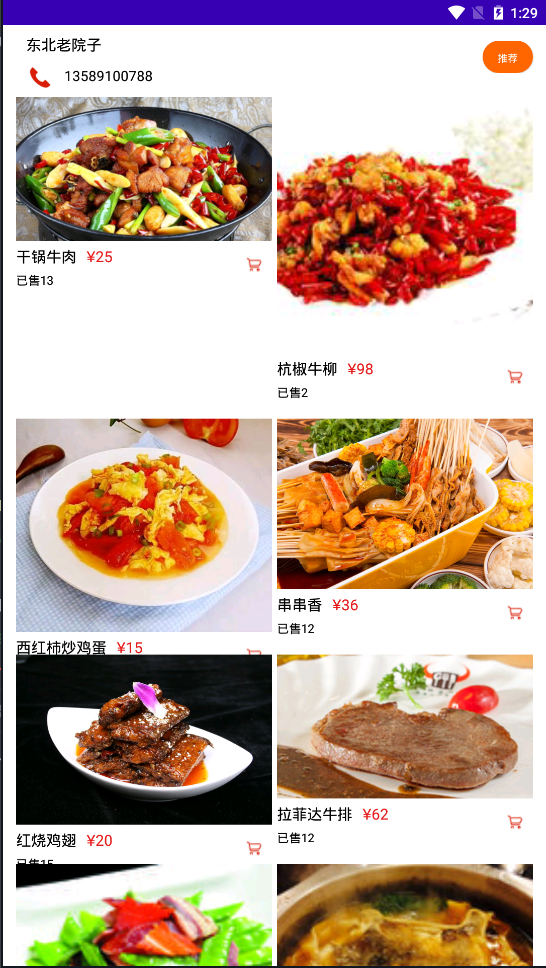 1:29
东北老院子
推荐
13589100788
干锅牛肉 ¥25
已售13
杭椒牛柳 ¥98
已售2
西红柿炒鸡蛋 ¥15
串串香 ¥36
已售12
红烧鸡翅 ¥20
已售15
拉菲达牛排 ¥62
已售12